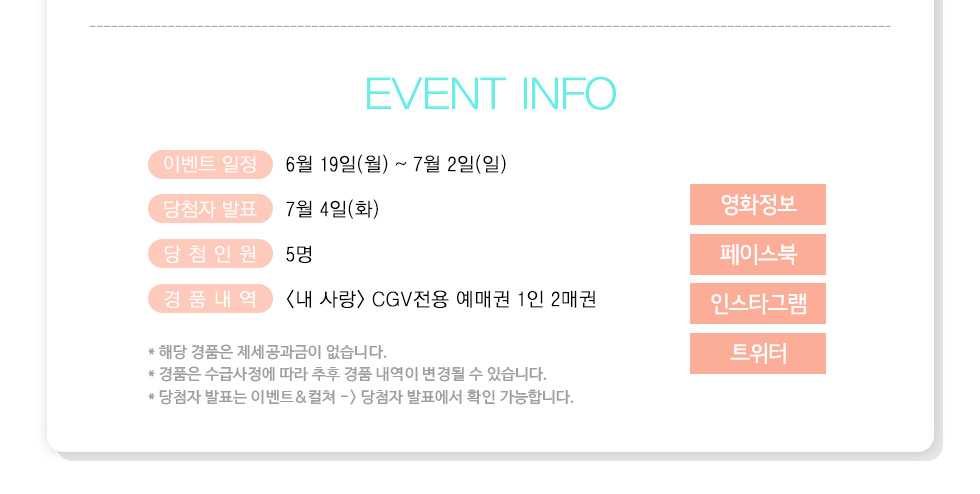 EVENT INFO
이벤트 일정 6월 19일(월) ~ 7월 2일(일)
당첨자 발표 7월 4일(화)
당 첨 인 원 5명
경 품 내 역 <내 사랑> CGV전용 예매권 1인 2매권
* 해당 경품은 제세공과금이 없습니다.
* 경품은 수급사정에 따라 추후 경품 내역이 변경될 수 있습니다.
* 당첨자 발표는 이벤트&컬쳐 -> 당첨자 발표에서 확인 가능합니다.
영화정보
페이스북
인스타그램
트위터